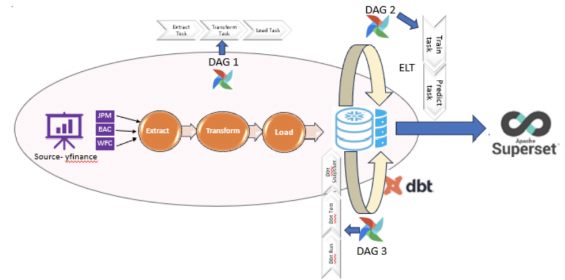 DAG 2
Extract
Task
Transform
Task
Load Task
Train
task
DAG 1
ELT
Predict
task
JPM
BAC
WFC
Extract
Transform
Load
Source- yfinance
Apache
Superset
dbt
Dbt Test
Dbt Run
DAG 3